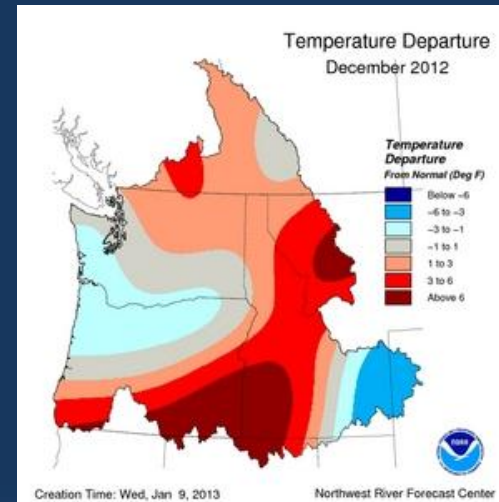 Temperature Departure
December 2012
Temperature
Departure
From Normal (Deg F)
Below -6
-6 to -3
-3 to -1
-1 to 1
1 to 3
3 to 6
Above 6
noaa
Creation Time: Wed, Jan 9, 2013
Northwest River Forecast Center